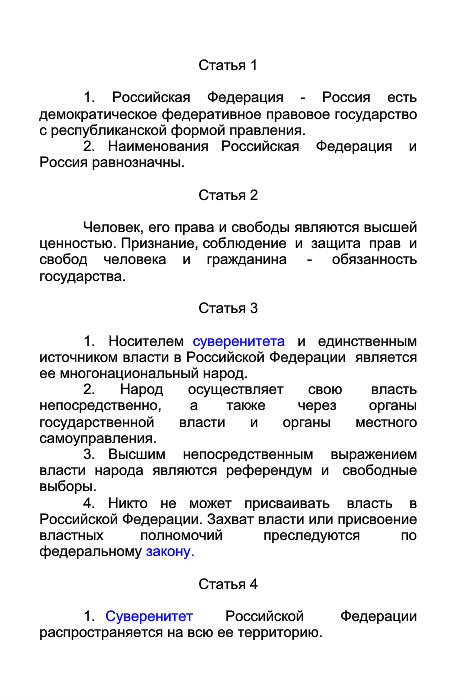 Статья 1
1. Российская Федерация - Россия есть
демократическое федеративное правовое государство
с республиканской формой правления.
2. Наименования Российская Федерация и
Россия равнозначны.
Статья 2
Человек, его права и свободы являются высшей
ценностью. Признание, соблюдение и защита прав и
свобод человека и гражданина - обязанность
государства.
Статья 3
1. Носителем суверенитета и единственным
источником власти в Российской Федерации является
ее многонациональный народ.
2. Народ осуществляет свою власть
непосредственно, а также через органы
государственной власти и органы местного
самоуправления.
3. Высшим непосредственным выражением
власти народа являются референдум и свободные
выборы.
4. Никто не может присваивать власть в
Российской Федерации. Захват власти или присвоение
властных полномочий преследуются по
федеральному закону.
Статья 4
1. Суверенитет Российской Федерации
распространяется на всю ее территорию.